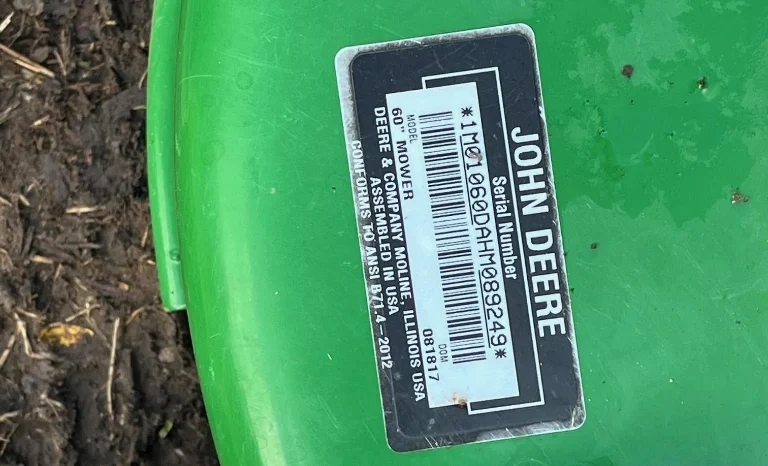 JOHN DEERE
Serial Number
*1M01060DAHM089249*
MODEL
DOM
60" MOWER
081817
DEERE & COMPANY MOLINE, ILLINOIS USA
ASSEMBLED IN USA
CONFORMS TO ANSI B71.4-2012